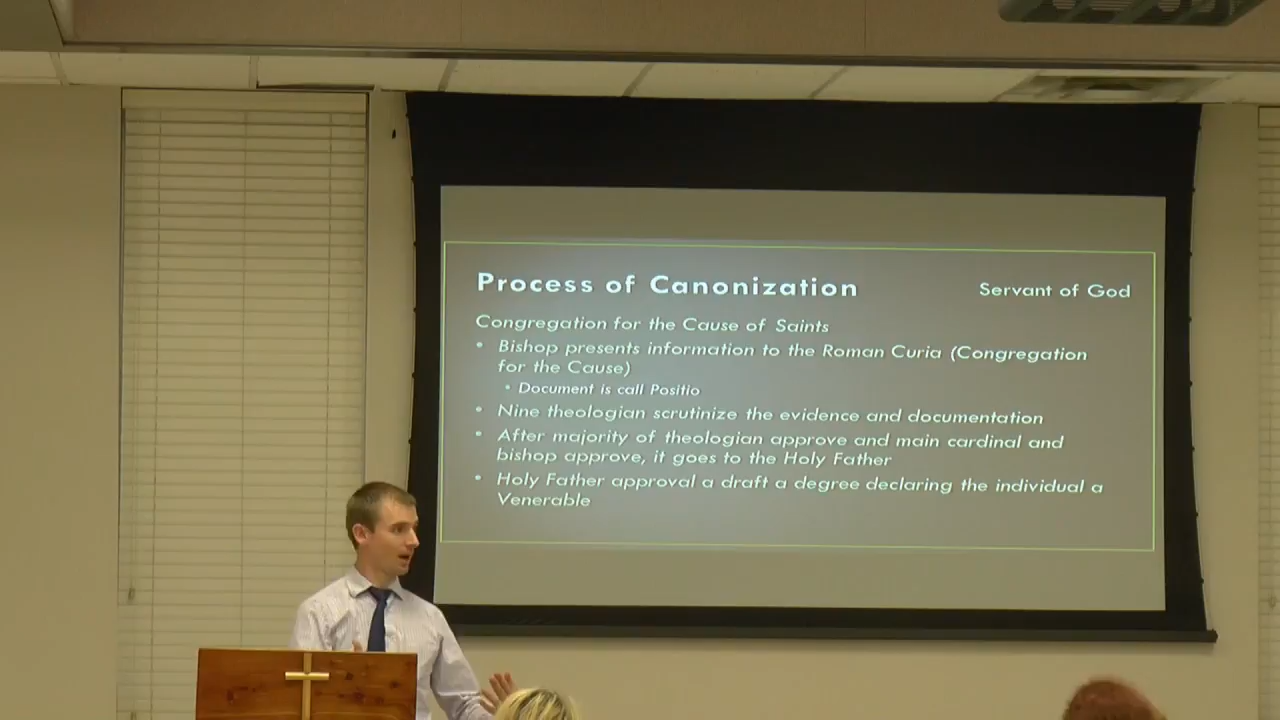 Process of Canonization
Servant of God
Congregation for the Cause of Saints
• Bishop presents information to the Roman Curia (Congregation
for the Cause)
• Document is call Positio
• Nine theologian scrutinize the evidence and documentation
• After majority of theologian approve and main cardinal and
bishop approve, it goes to the Holy Father
• Holy Father approval a draft a degree declaring the individual a
Venerable